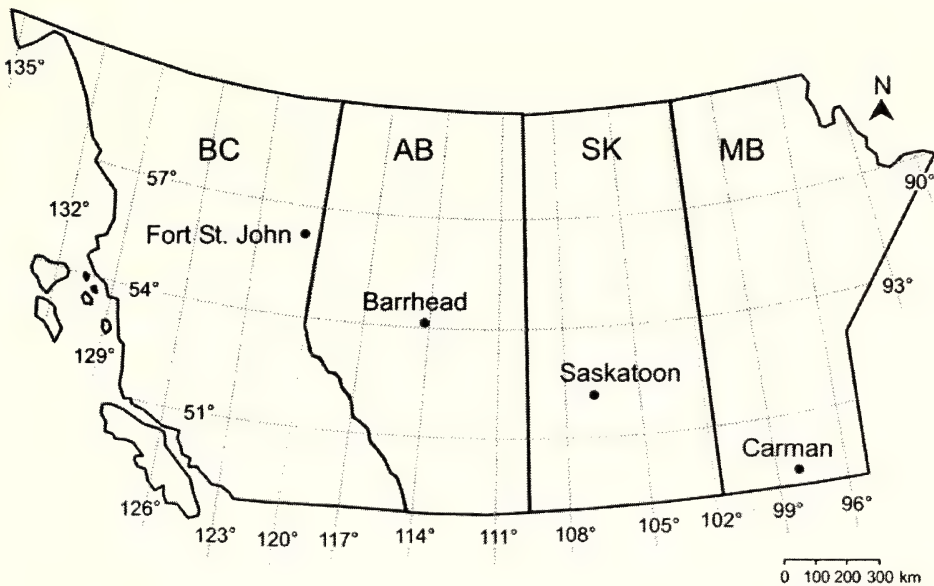 N
135°
BC
AB
SK
MB
57°
90°
132°
Fort St. John
54°
93°
Barrhead
129°
Saskatoon
51°
Carman
126°
123°
120°
117°
114°
111°
108°
105°
102°
99°
96°
0 100 200 300 km